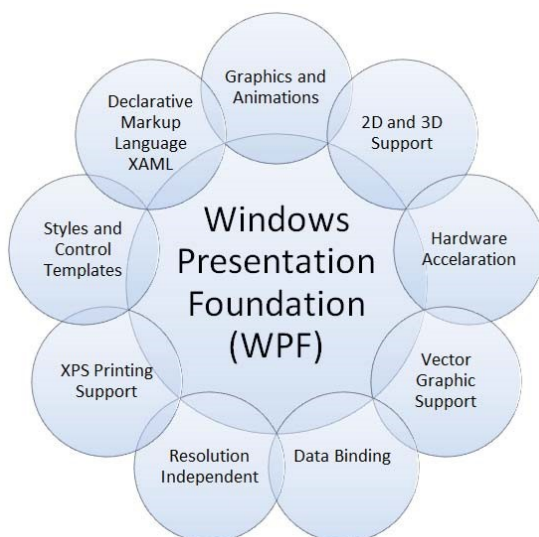 Graphics and
Animations
2D and 3D
Support
Hardware
Accelaration
Vector
Graphic
Support
Data Binding
Resolution
Independent
XPS Printing
Support
Styles and
Control
Templates
Declarative
Markup
Language
XAML
Windows
Presentation
Foundation
(WPF)